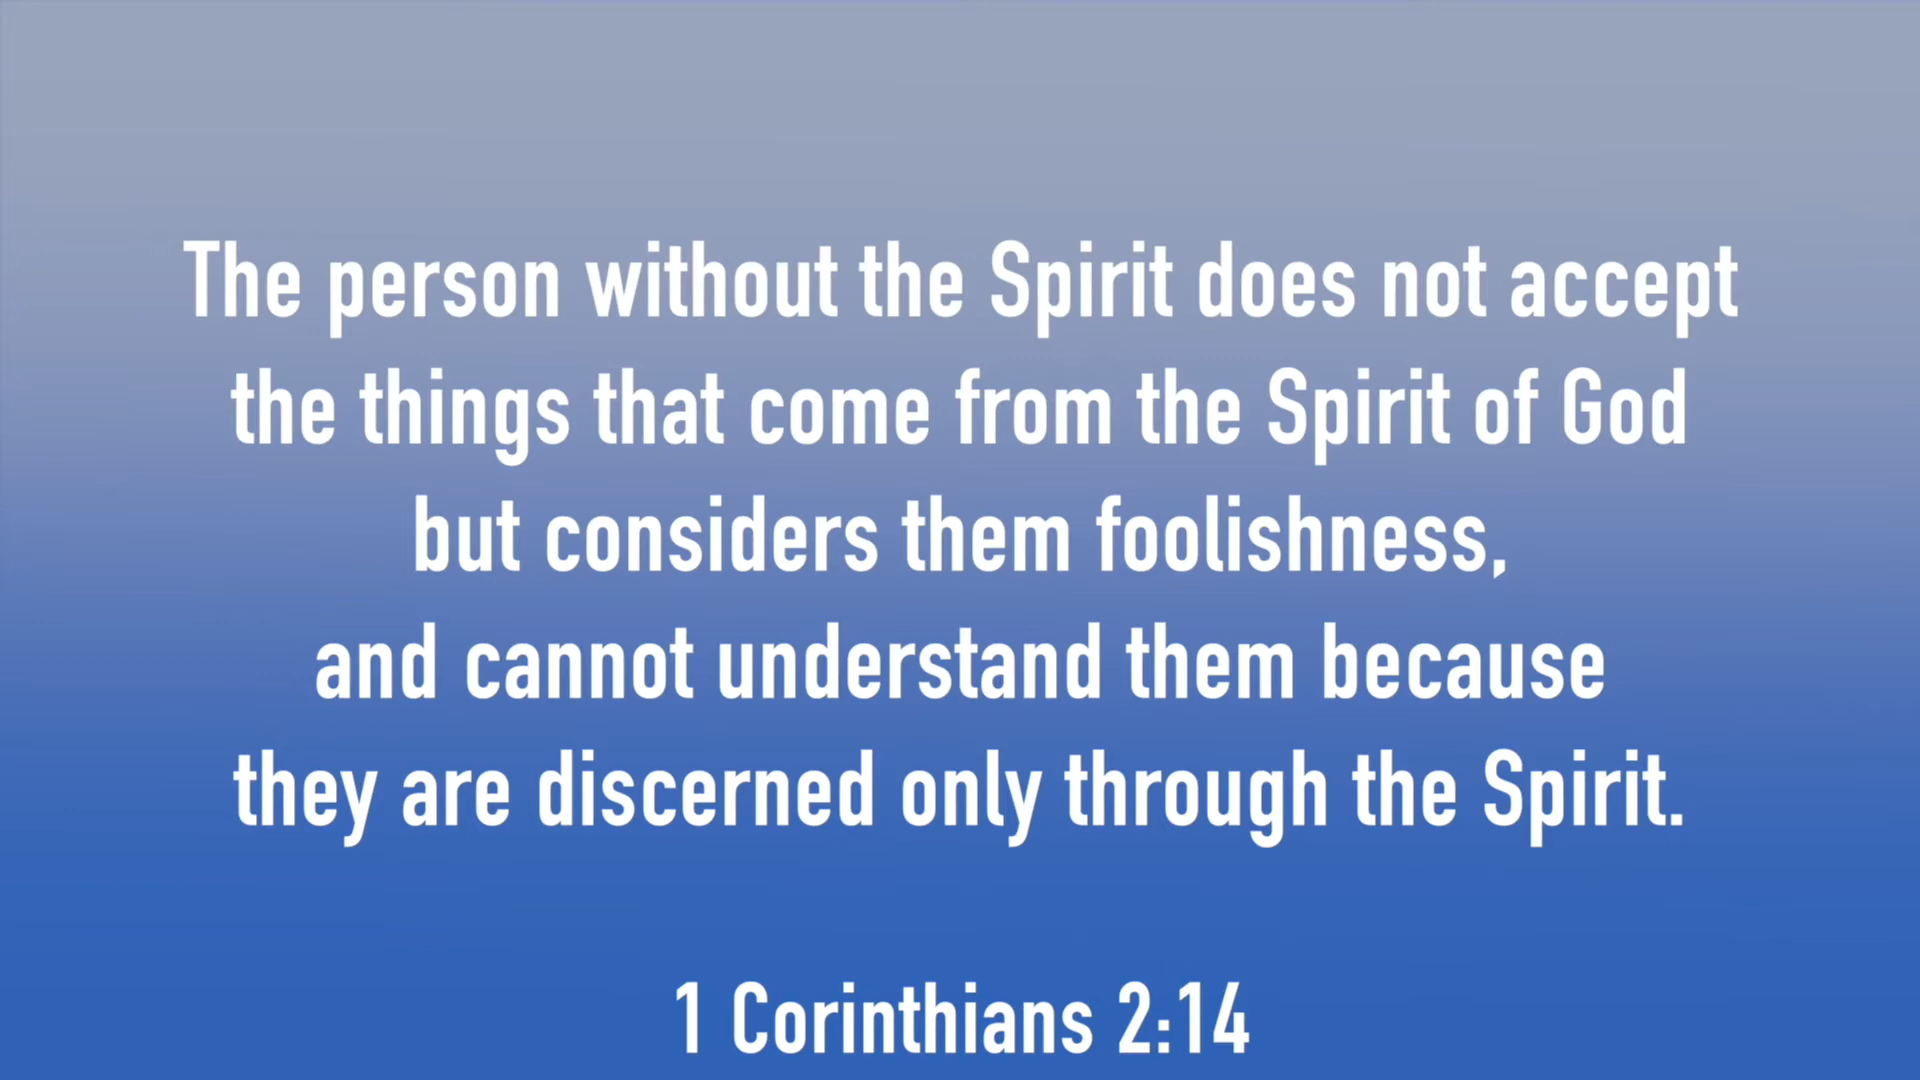 The person without the Spirit does not accept
the things that come from the Spirit of God
but considers them foolishness,
and cannot understand them because
they are discerned only through the Spirit.
1 Corinthians 2:14